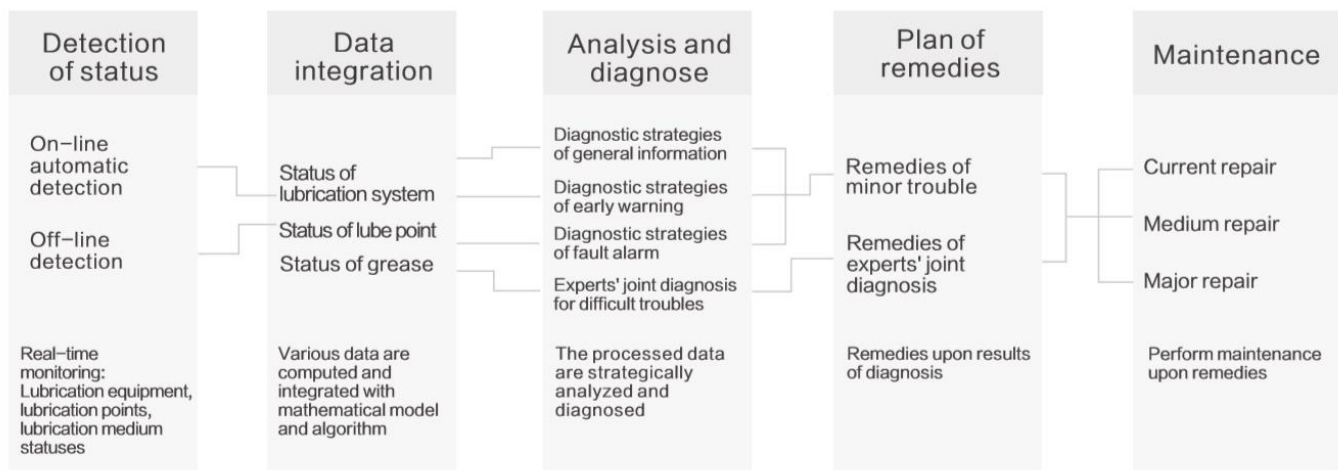 Detection
of status
On-line
automatic
detection
Off-line
detection
Real-time
monitoring:
Lubrication equipment,
lubrication points,
lubrication medium
statuses
Data
integration
Status of
lubrication system
Status of lube point
Status of grease
Various data are
computed and
integrated with
mathematical model
and algorithm
Analysis and
diagnose
Diagnostic strategies
of general information
Diagnostic strategies
of early warning
Diagnostic strategies
of fault alarm
Experts' joint diagnosis
for difficult troubles
The processed data
are strategically
analyzed and
diagnosed
Plan of
remedies
Remedies of
minor trouble
Remedies of
experts' joint
diagnosis
Remedies upon results
of diagnosis
Maintenance
Current repair
Medium repair
Major repair
Perform maintenance
upon remedies